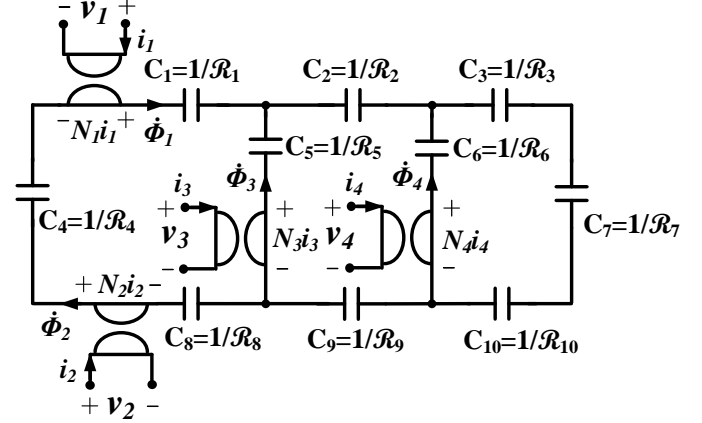 - v1 +
i1
C1=1/ℛ1 C2=1/ℛ2 C3=1/ℛ3
-N1i1+ Φ̇1
C5=1/ℛ5 C6=1/ℛ6
Φ̇3 Φ̇4
i3 i4
C4=1/ℛ4 + v3 - + N3i3 - + v4 - + N4i4 - C7=1/ℛ7
+ N2i2 -
Φ̇2 C8=1/ℛ8 C9=1/ℛ9 C10=1/ℛ10
i2
+ v2 -